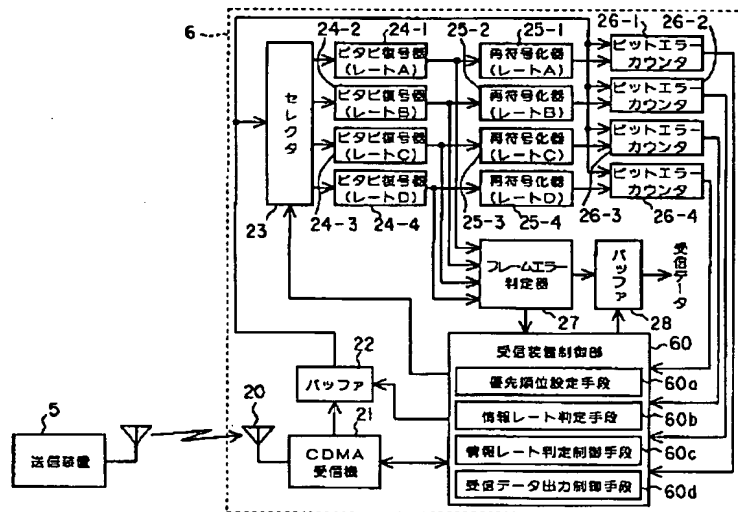 6
24-2
24-1
25-2
25-1
26-1
26-2
セレクタ
23
ビタビ復号器
(レートA)
ビタビ復号器
(レートB)
ビタビ復号器
(レートC)
ビタビ復号器
(レートD)
24-3
24-4
再符号化器
(レートA)
再符号化器
(レートB)
再符号化器
(レートC)
再符号化器
(レートD)
25-3
25-4
ビットエラー
カウンタ
ビットエラー
カウンタ
ビットエラー
カウンタ
ビットエラー
カウンタ
26-3
26-4
フレームエラー
判定器
27
バッファ
28
受信データ
22
バッファ
20
21
CDMA
受信機
5
送信装置
60
受信装置制御部
優先順位設定手段
60a
情報レート判定手段
60b
情報レート判定制御手段
60c
受信データ出力制御手段
60d